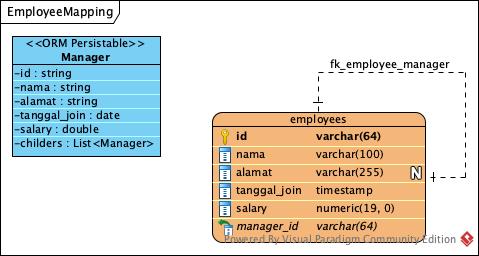 EmployeeMapping
<<ORM Persistable>>
Manager
-id : string
-nama : string
-alamat : string
-tanggal_join : date
-salary : double
-childers : List<Manager>
fk_employee_manager
employees
id varchar(64)
nama varchar(100)
alamat varchar(255) N
tanggal_join timestamp
salary numeric(19, 0)
manager_id varchar(64)
Powered By Visual Paradigm Community Edition